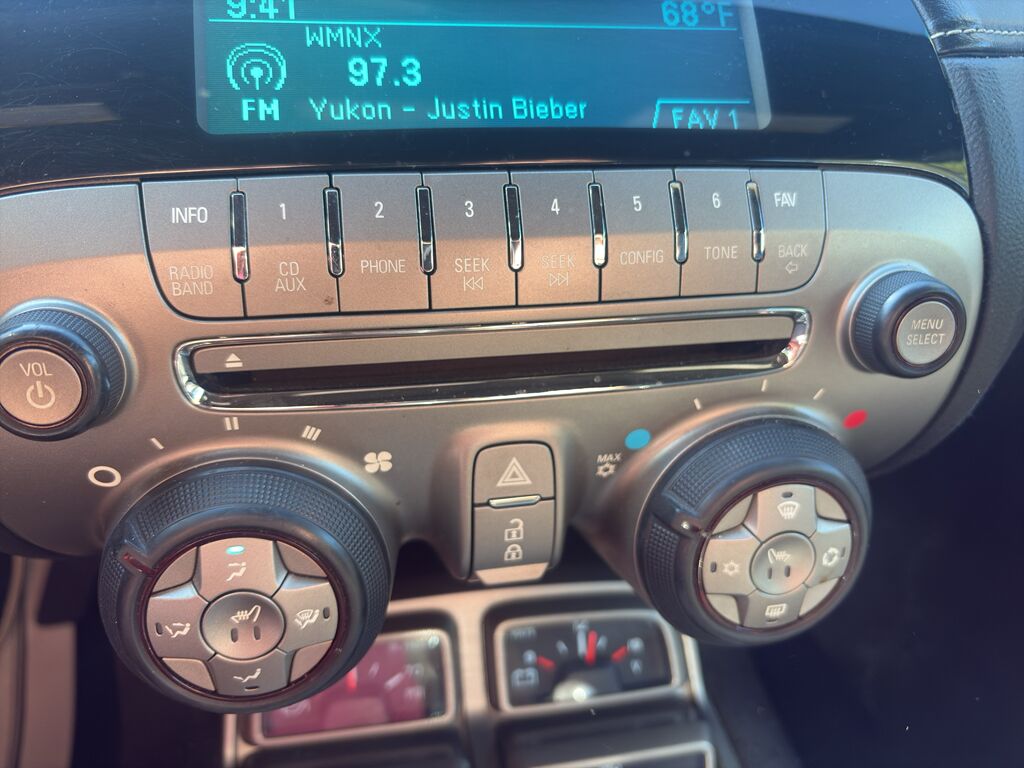 9:41
68°F
WMNX
97.3
FM
Yukon - Justin Bieber
FAV 1
INFO
1
2
3
4
5
6
FAV
RADIO
BAND
CD
AUX
PHONE
SEEK
SEEK
CONFIG
TONE
BACK
VOL
MENU
SELECT
MAX